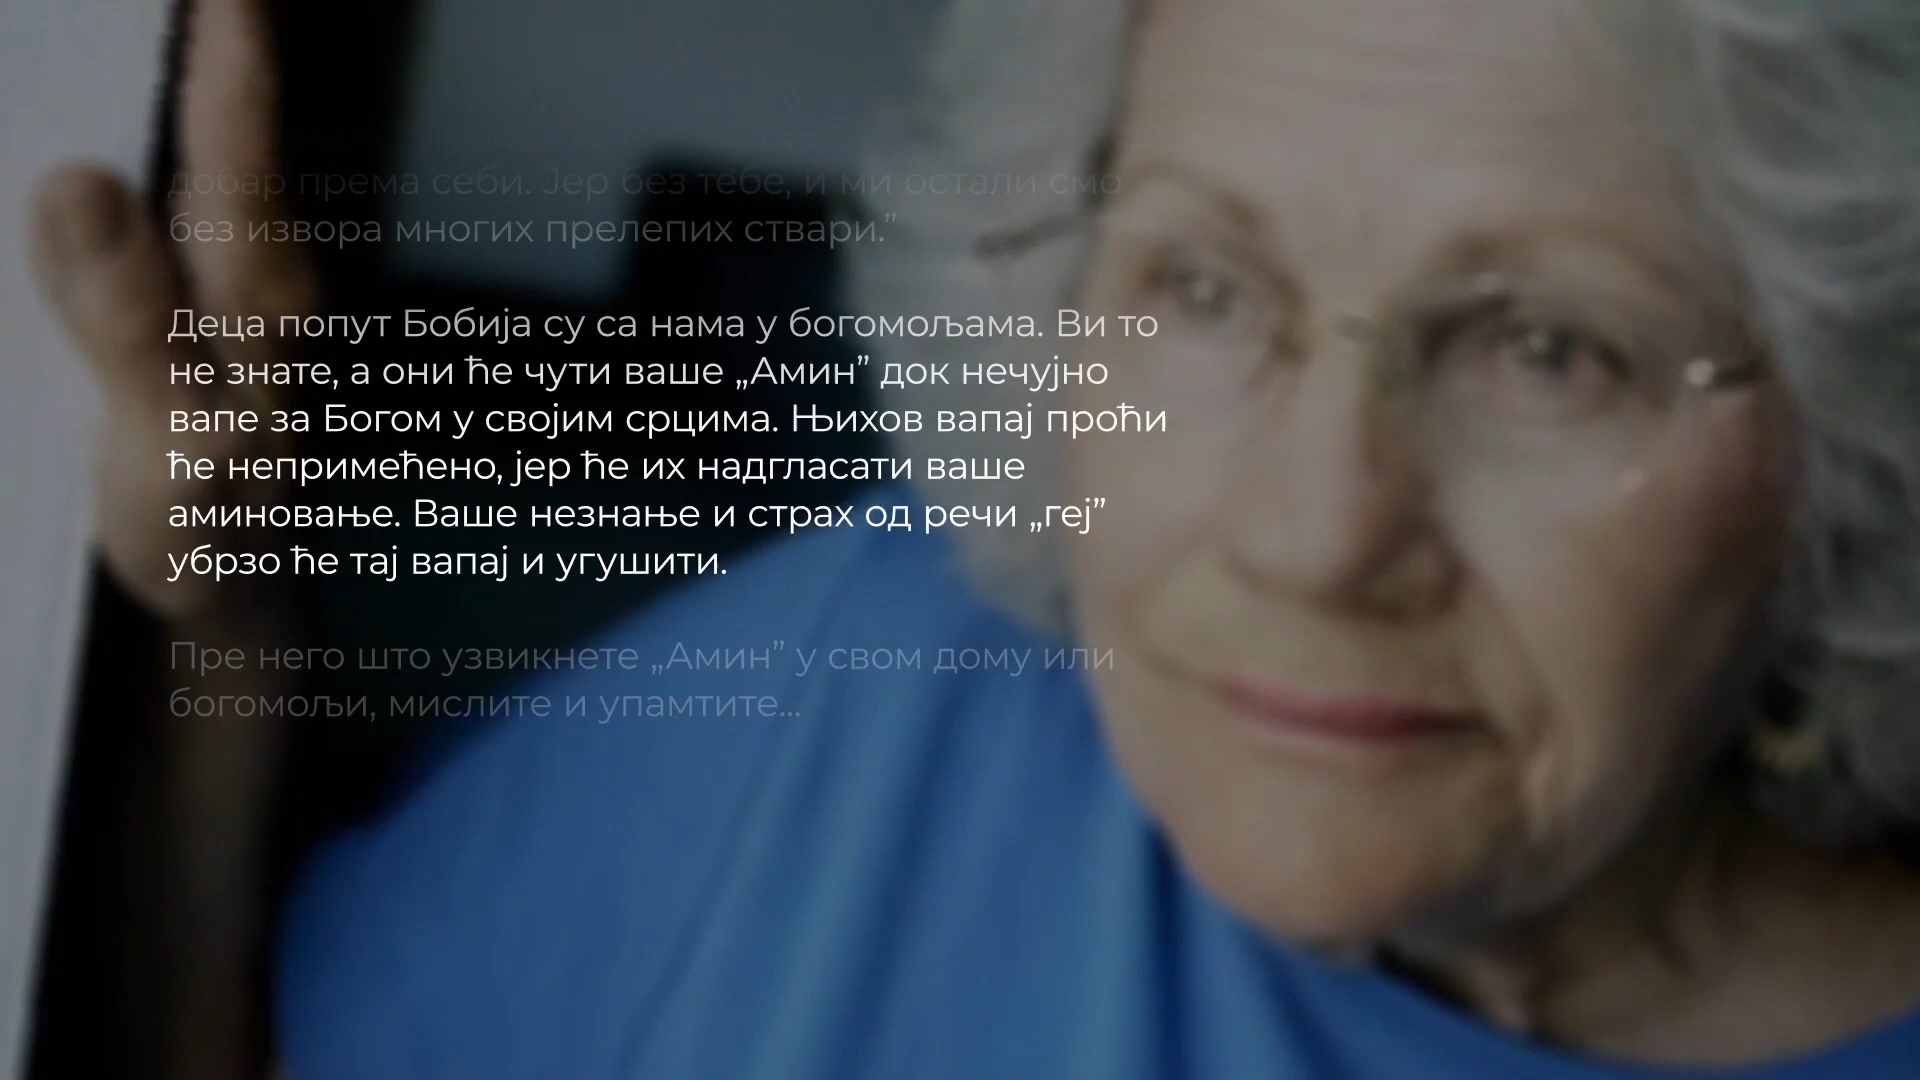 добар према себи. Јер без тебе, и ми остали смо
без извора многих прелепих ствари.”
Деца попут Бобија су са нама у богомољама. Ви то
не знате, а они ће чути ваше „Амин” док нечујно
вапе за Богом у својим срцима. Њихов вапај проћи
ће непримећено, јер ће их надгласати ваше
аминовање. Ваше незнање и страх од речи „геј”
убрзо ће тај вапај и угушити.
Пре него што узвикнете „Амин” у свом дому или
богомољи, мислите и упамтите...